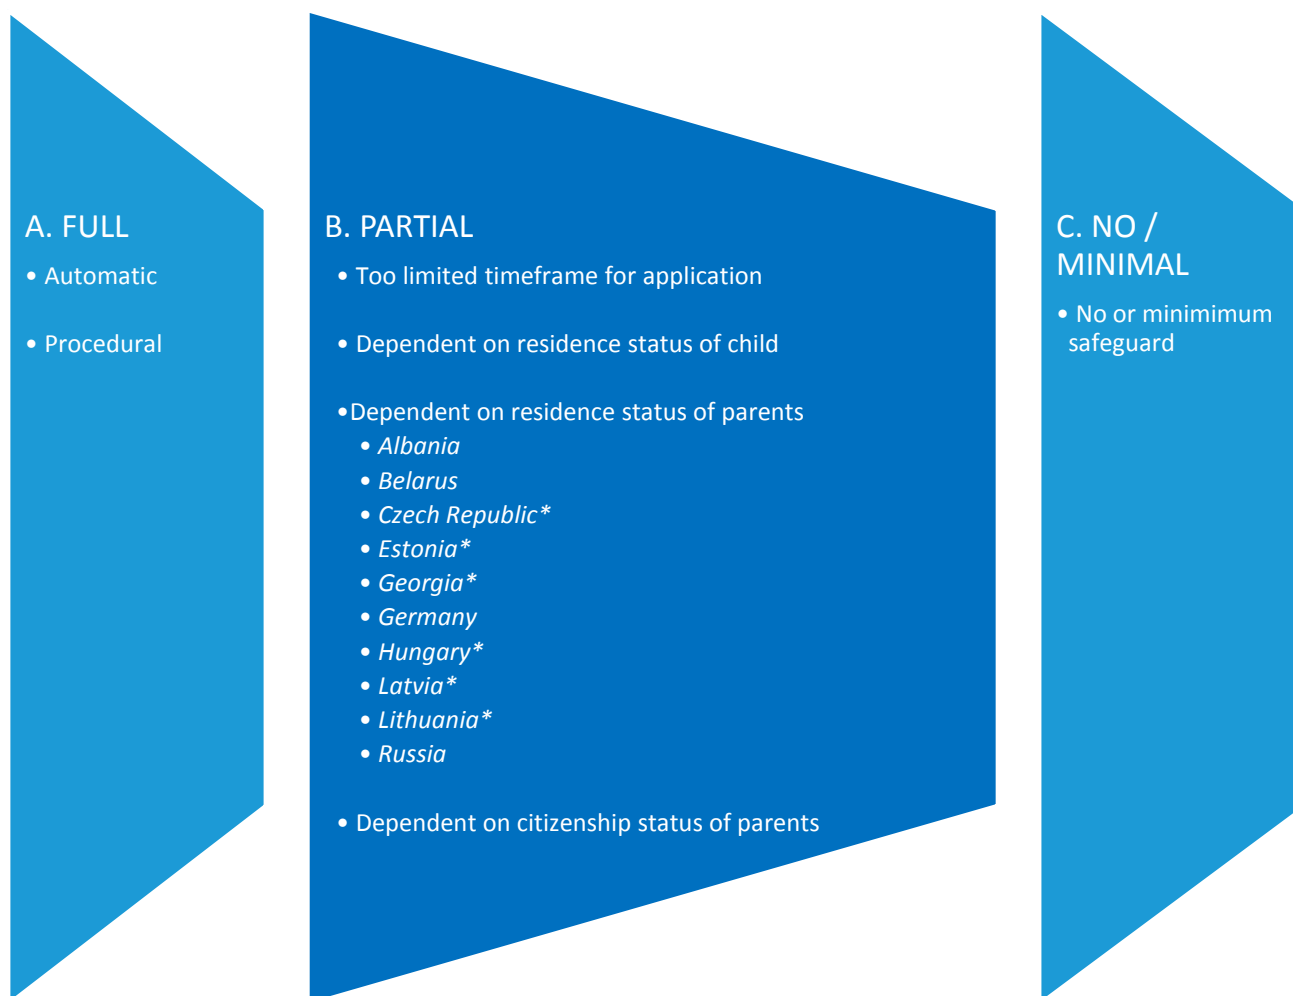 A. FULL
• Automatic
• Procedural
B. PARTIAL
• Too limited timeframe for application
• Dependent on residence status of child
•Dependent on residence status of parents
• Albania
• Belarus
• Czech Republic*
• Estonia*
• Georgia*
• Germany
• Hungary*
• Latvia*
• Lithuania*
• Russia
• Dependent on citizenship status of parents
C. NO /
MINIMAL
• No or minimimum
safeguard